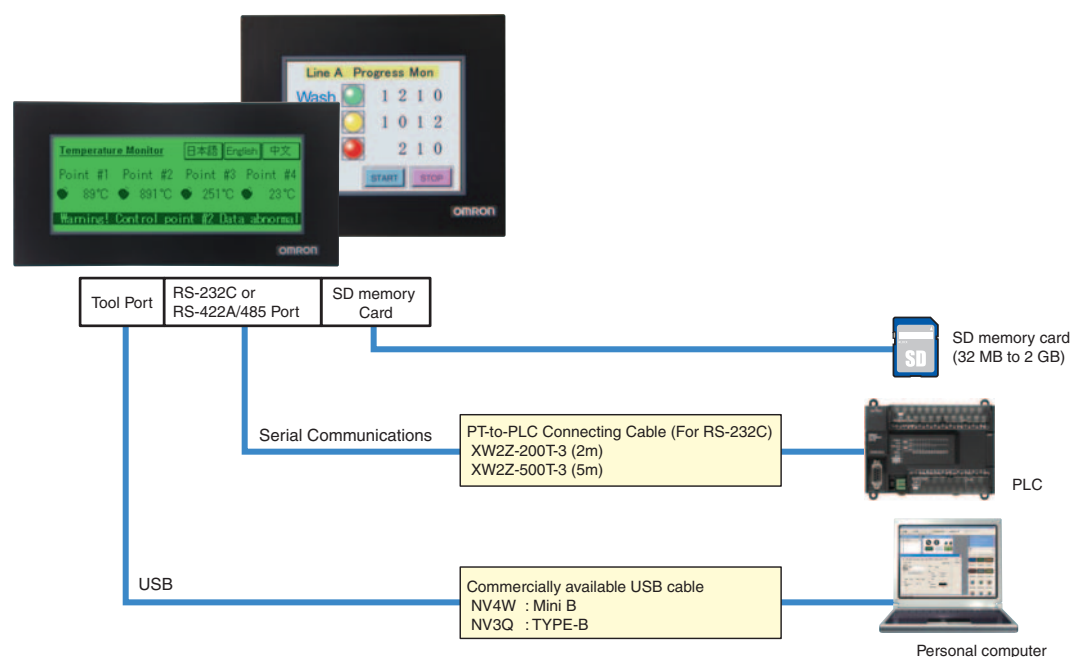 Line A Progress Mon
Wash 1 2 1 0
1 0 1 2
2 1 0
START STOP
OMRON
Temperature Monitor 日本語 English 中文
Point #1 Point #2 Point #3 Point #4
89℃ 891℃ 251℃ 23℃
Warning! Control point #2 Data abnormal
OMRON
Tool Port
RS-232C or
RS-422A/485 Port
SD memory
Card
SD
SD memory card
(32 MB to 2 GB)
Serial Communications
PT-to-PLC Connecting Cable (For RS-232C)
XW2Z-200T-3 (2m)
XW2Z-500T-3 (5m)
PLC
USB
Commercially available USB cable
NV4W : Mini B
NV3Q : TYPE-B
Personal computer